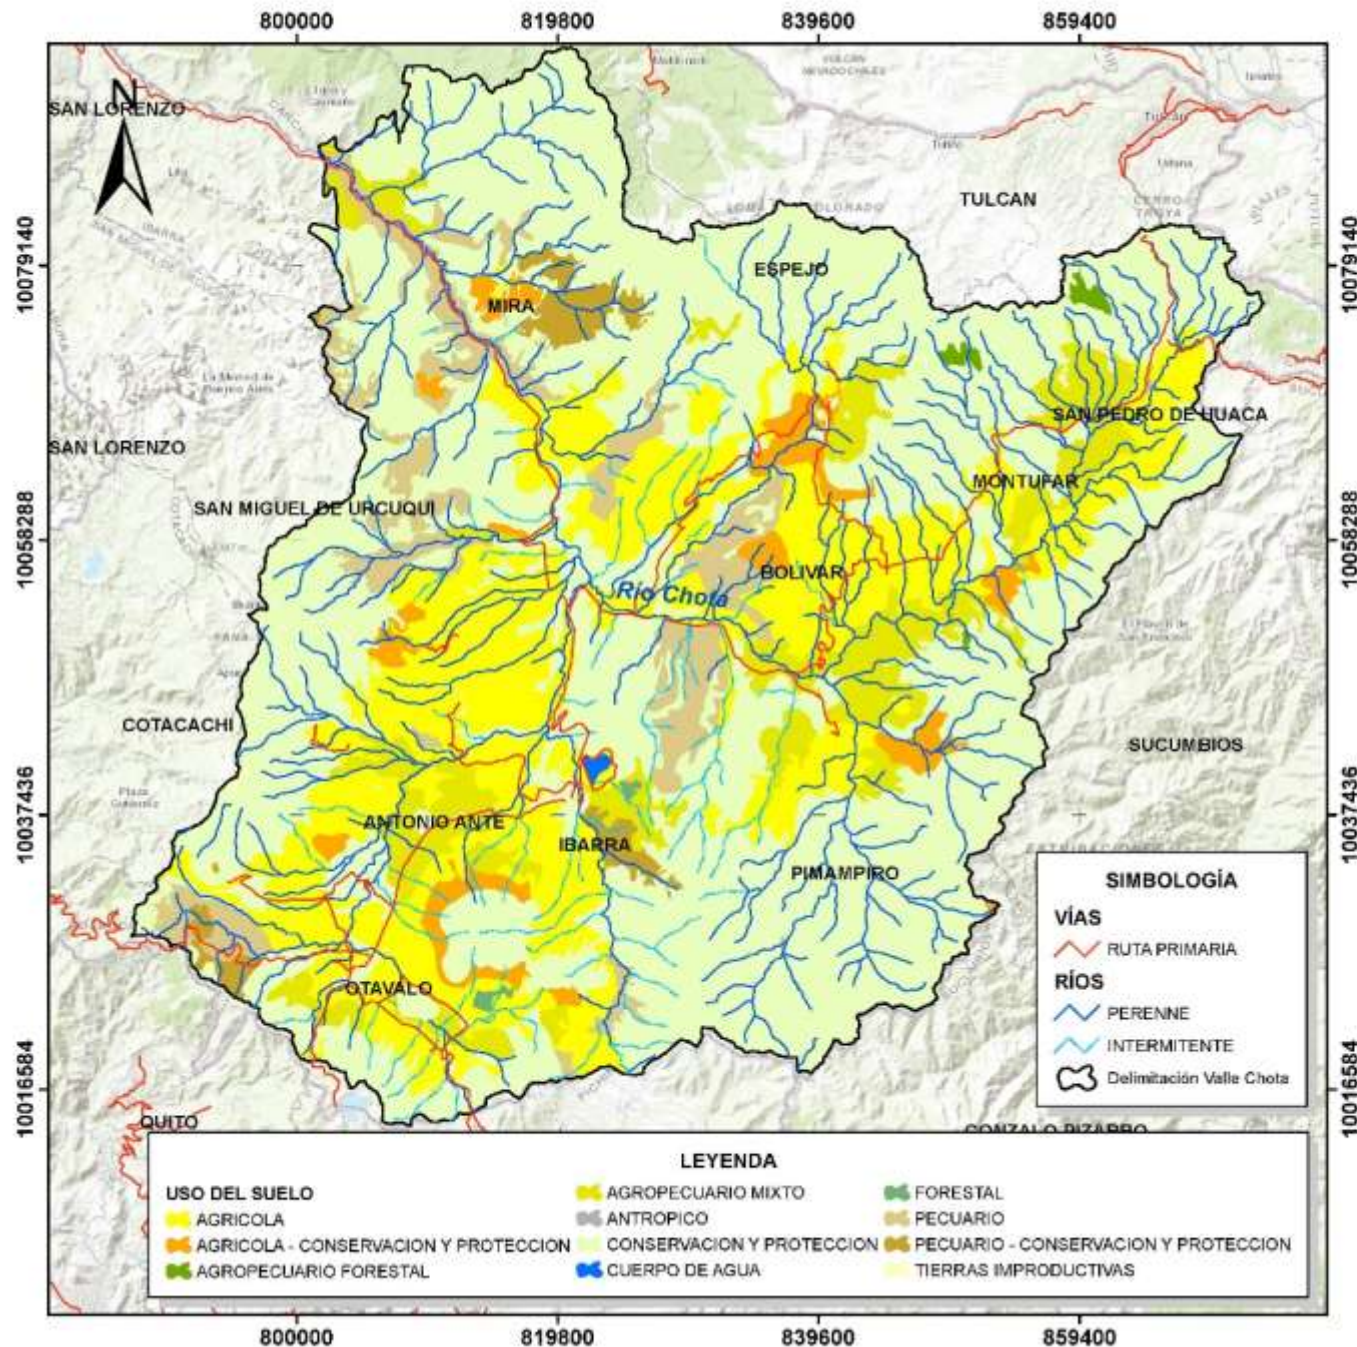 800000 819800 839600 859400
SAN LORENZO
N
TULCAN
ESPEJO
10079140 10079140
MIRA
SAN PEDRO DE HUACA
SAN LORENZO
MONTUFAR
SAN MIGUEL DE URCUQUI
10058288 10058288
BOLIVAR
Río Chota
COTACACHI
SUCUMBIOS
10037436 10037436
ANTONIO ANTE
IBARRA
PIMAMPIRO
OTAVALO
10016584 10016584
QUITO
GONZALO PIZARRO
SIMBOLOGÍA
VÍAS
RUTA PRIMARIA
RÍOS
PERENNE
INTERMITENTE
Delimitación Valle Chota
LEYENDA
USO DEL SUELO
AGRICOLA
AGRICOLA - CONSERVACION Y PROTECCION
AGROPECUARIO FORESTAL
AGROPECUARIO MIXTO
ANTROPICO
CONSERVACION Y PROTECCION
CUERPO DE AGUA
FORESTAL
PECUARIO
PECUARIO - CONSERVACION Y PROTECCION
TIERRAS IMPRODUCTIVAS
800000 819800 839600 859400